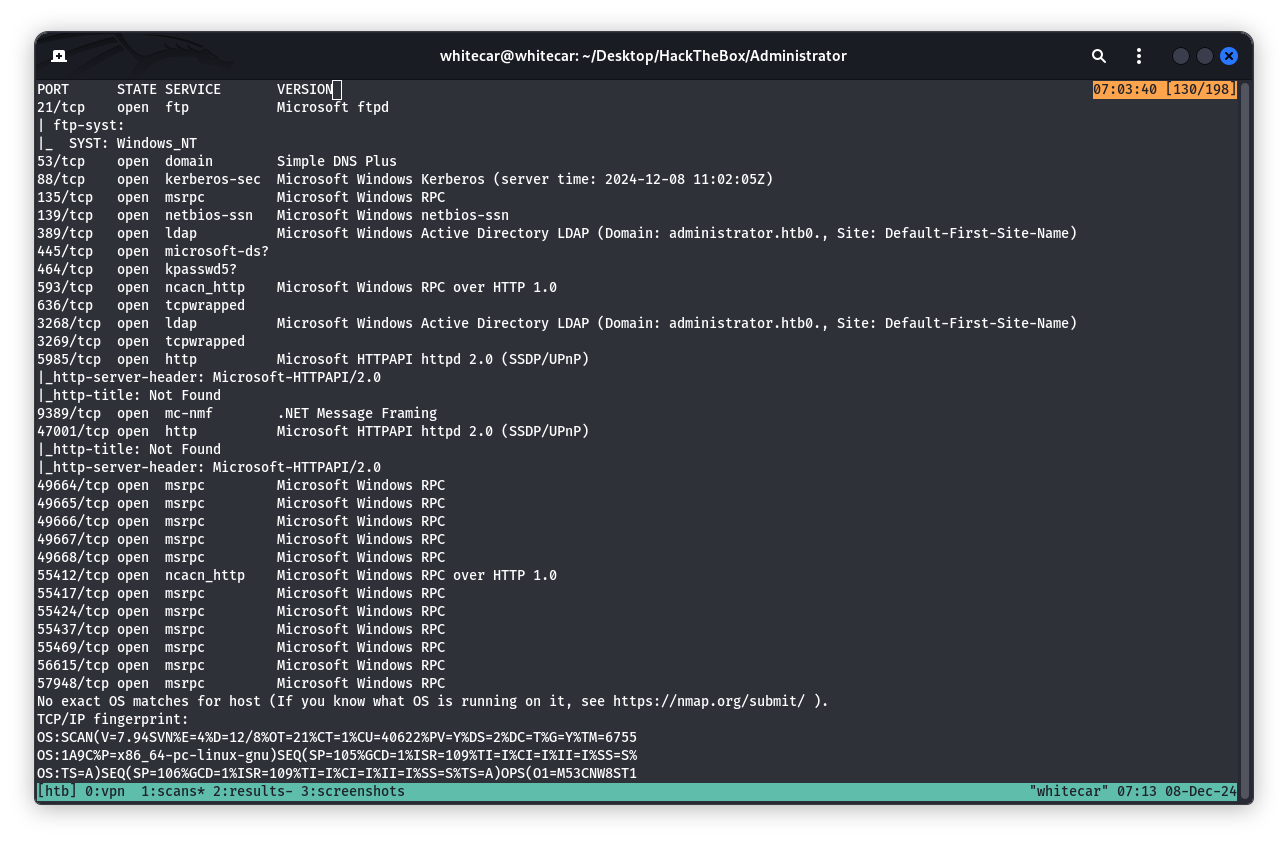 whitecar@whitecar: ~/Desktop/HackTheBox/Administrator
PORT      STATE SERVICE       VERSION 07:03:40 [130/198]
21/tcp    open  ftp           Microsoft ftpd
| ftp-syst:
|_  SYST: Windows_NT
53/tcp    open  domain        Simple DNS Plus
88/tcp    open  kerberos-sec  Microsoft Windows Kerberos (server time: 2024-12-08 11:02:05Z)
135/tcp   open  msrpc         Microsoft Windows RPC
139/tcp   open  netbios-ssn   Microsoft Windows netbios-ssn
389/tcp   open  ldap          Microsoft Windows Active Directory LDAP (Domain: administrator.htb0., Site: Default-First-Site-Name)
445/tcp   open  microsoft-ds?
464/tcp   open  kpasswd5?
593/tcp   open  ncacn_http    Microsoft Windows RPC over HTTP 1.0
636/tcp   open  tcpwrapped
3268/tcp  open  ldap          Microsoft Windows Active Directory LDAP (Domain: administrator.htb0., Site: Default-First-Site-Name)
3269/tcp  open  tcpwrapped
5985/tcp  open  http          Microsoft HTTPAPI httpd 2.0 (SSDP/UPnP)
|_http-server-header: Microsoft-HTTPAPI/2.0
|_http-title: Not Found
9389/tcp  open  mc-nmf        .NET Message Framing
47001/tcp open  http          Microsoft HTTPAPI httpd 2.0 (SSDP/UPnP)
|_http-title: Not Found
|_http-server-header: Microsoft-HTTPAPI/2.0
49664/tcp open  msrpc         Microsoft Windows RPC
49665/tcp open  msrpc         Microsoft Windows RPC
49666/tcp open  msrpc         Microsoft Windows RPC
49667/tcp open  msrpc         Microsoft Windows RPC
49668/tcp open  msrpc         Microsoft Windows RPC
55412/tcp open  ncacn_http    Microsoft Windows RPC over HTTP 1.0
55417/tcp open  msrpc         Microsoft Windows RPC
55424/tcp open  msrpc         Microsoft Windows RPC
55437/tcp open  msrpc         Microsoft Windows RPC
55469/tcp open  msrpc         Microsoft Windows RPC
56615/tcp open  msrpc         Microsoft Windows RPC
57948/tcp open  msrpc         Microsoft Windows RPC
No exact OS matches for host (If you know what OS is running on it, see https://nmap.org/submit/ ).
TCP/IP fingerprint:
OS:SCAN(V=7.94SVN%E=4%D=12/8%OT=21%CT=1%CU=40622%PV=Y%DS=2%DC=T%G=Y%TM=6755
OS:1A9C%P=x86_64-pc-linux-gnu)SEQ(SP=105%GCD=1%ISR=109%TI=I%CI=I%II=I%SS=S%
OS:TS=A)SEQ(SP=106%GCD=1%ISR=109%TI=I%CI=I%II=I%SS=S%TS=A)OPS(O1=M53CNW8ST1
[htb] 0:vpn  1:scans* 2:results- 3:screenshots "whitecar" 07:13 08-Dec-24